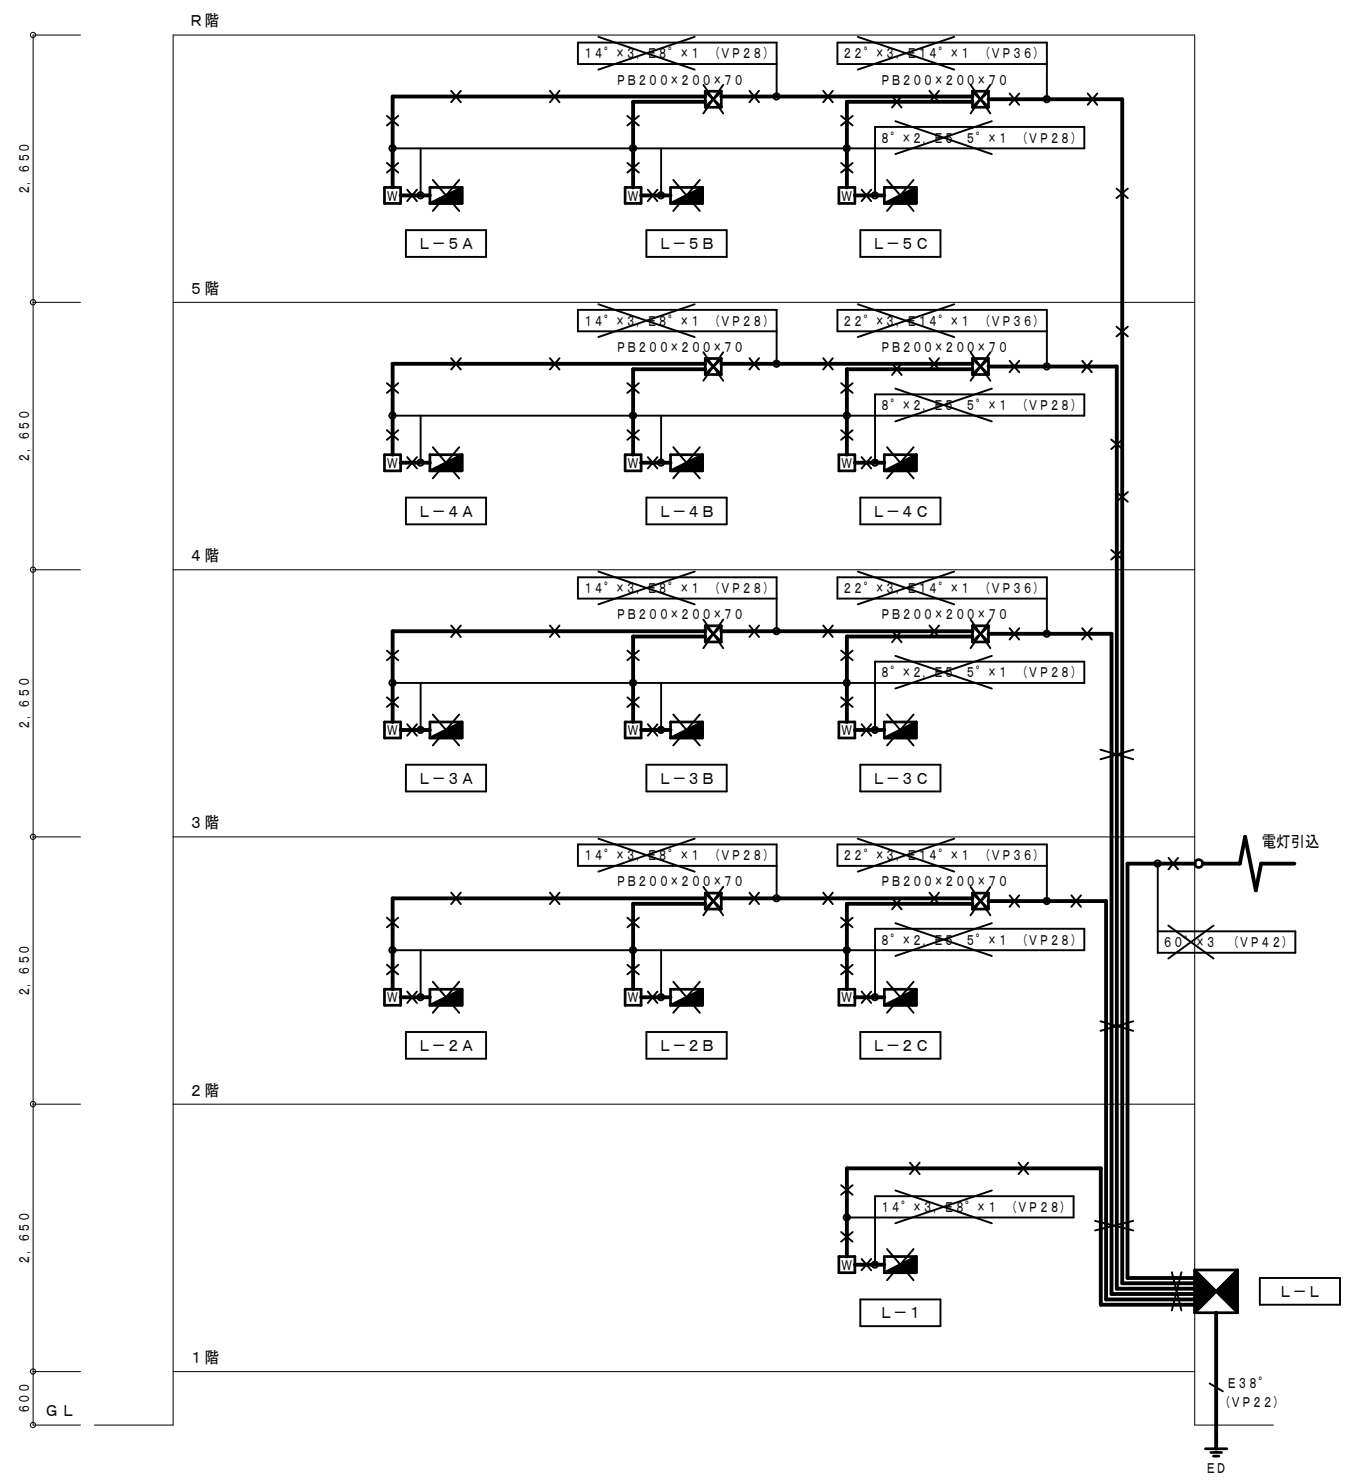 R階
14°×3, E8°×1 (VP28)
22°×3, E14°×1 (VP36)
PB200×200×70
PB200×200×70
8°×2, E5.5°×1 (VP28)
2,650
W
W
W
L-5A
L-5B
L-5C
5階
14°×3, E8°×1 (VP28)
22°×3, E14°×1 (VP36)
PB200×200×70
PB200×200×70
8°×2, E5.5°×1 (VP28)
2,650
W
W
W
L-4A
L-4B
L-4C
4階
14°×3, E8°×1 (VP28)
22°×3, E14°×1 (VP36)
PB200×200×70
PB200×200×70
8°×2, E5.5°×1 (VP28)
2,650
W
W
W
L-3A
L-3B
L-3C
3階
電灯引込
14°×3, E8°×1 (VP28)
22°×3, E14°×1 (VP36)
PB200×200×70
PB200×200×70
8°×2, E5.5°×1 (VP28)
60°×3 (VP42)
2,650
W
W
W
L-2A
L-2B
L-2C
2階
14°×3, E8°×1 (VP28)
2,650
W
L-L
L-1
1階
600
GL
E38°
(VP22)
ED